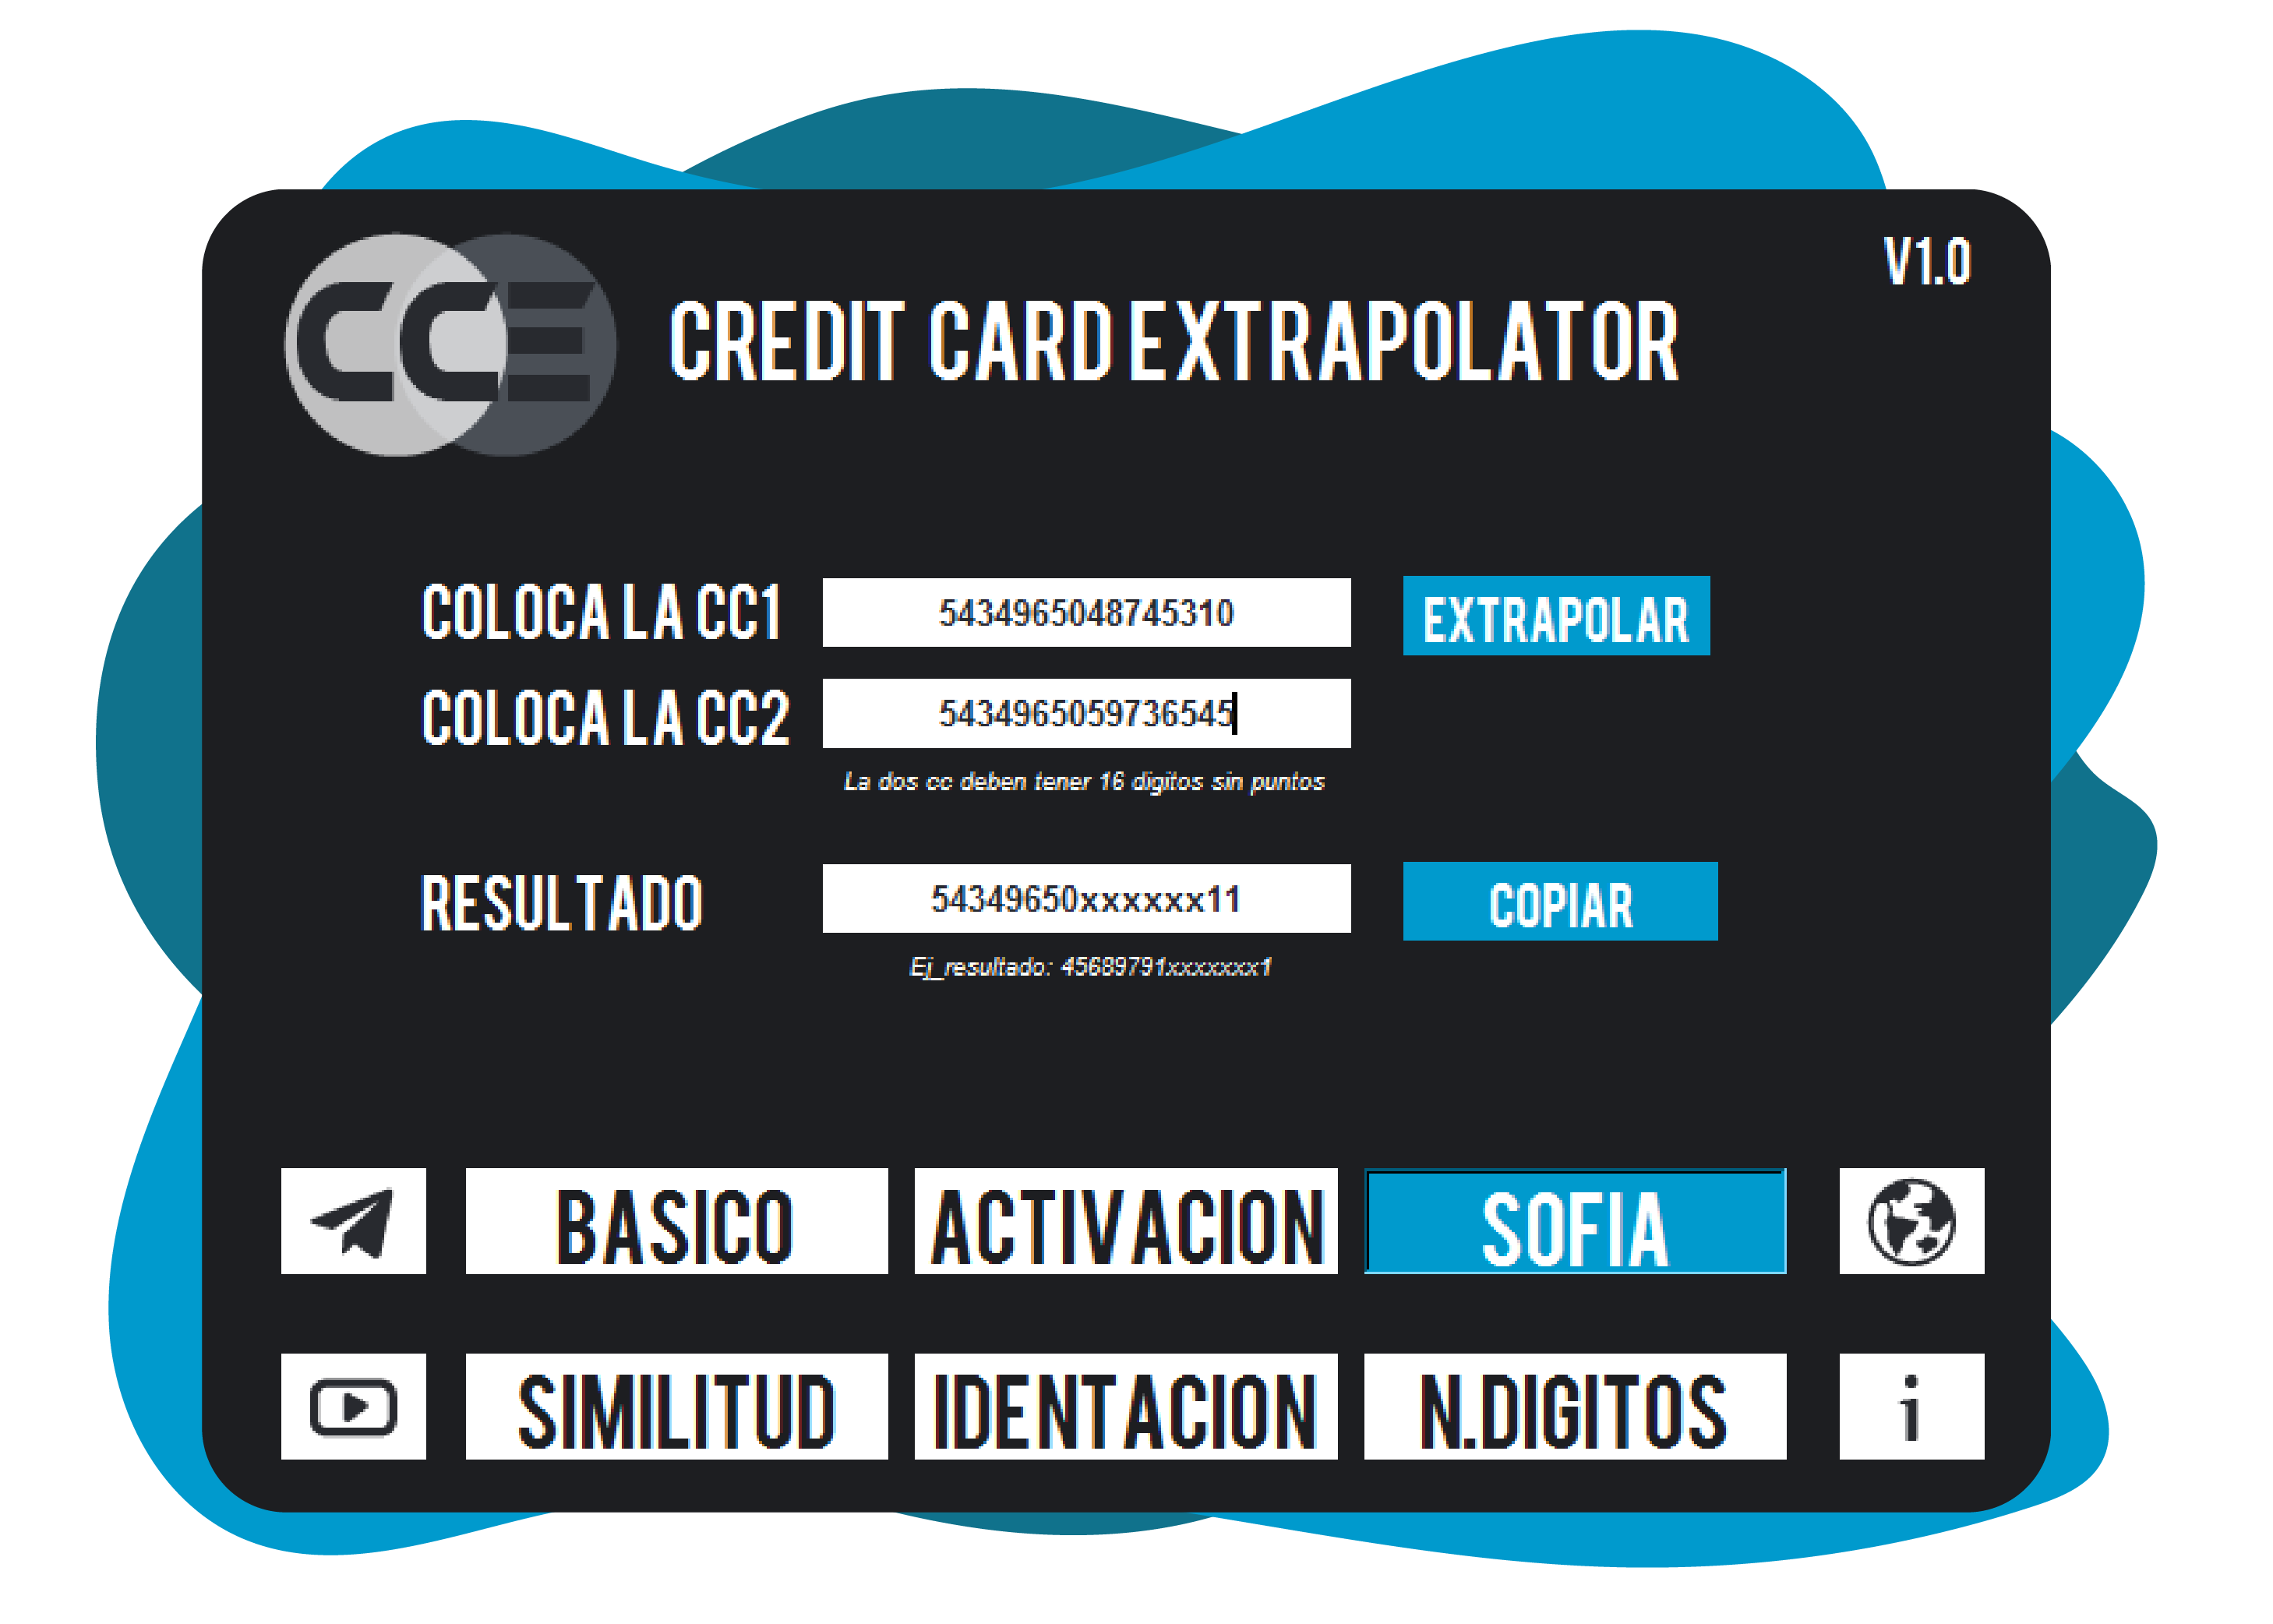 V1.0
CCE
CREDIT CARD EXTRAPOLATOR
COLOCA LA CC1 5434965048745310 EXTRAPOLAR
COLOCA LA CC2 5434965059736545
La dos cc deben tener 16 digitos sin puntos
RESULTADO 54349650xxxxxx11 COPIAR
Ej_resultado: 45689791xxxxxxx1
BASICO ACTIVACION SOFIA
SIMILITUD IDENTACION N.DIGITOS i